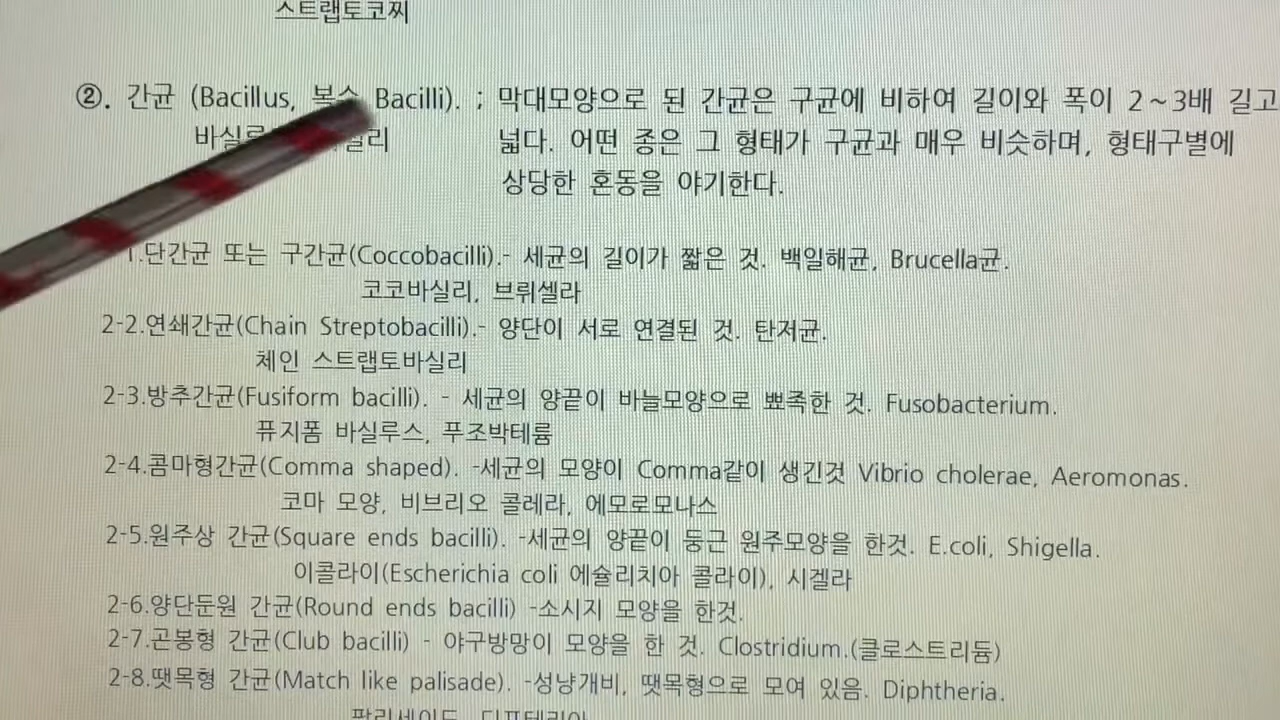 스트랩토코찌
②. 간균 (Bacillus, 복수 Bacilli). ; 막대모양으로 된 간균은 구균에 비하여 길이와 폭이 2～3배 길고
넓다. 어떤 종은 그 형태가 구균과 매우 비슷하며, 형태구별에
상당한 혼동을 야기한다.
1.단간균 또는 구간균(Coccobacilli).- 세균의 길이가 짧은 것. 백일해균, Brucella균.
코코바실리, 브뤼셀라
2-2.연쇄간균(Chain Streptobacilli).- 양단이 서로 연결된 것. 탄저균.
체인 스트랩토바실리
2-3.방추간균(Fusiform bacilli). - 세균의 양끝이 바늘모양으로 뾰족한 것. Fusobacterium.
퓨지폼 바실루스, 푸조박테륨
2-4.콤마형간균(Comma shaped). -세균의 모양이 Comma같이 생긴것 Vibrio cholerae, Aeromonas.
코마 모양, 비브리오 콜레라, 에모로모나스
2-5.원주상 간균(Square ends bacilli). -세균의 양끝이 둥근 원주모양을 한것. E.coli, Shigella.
이콜라이(Escherichia coli 에슐리치아 콜라이), 시겔라
2-6.양단둔원 간균(Round ends bacilli) -소시지 모양을 한것.
2-7.곤봉형 간균(Club bacilli) - 야구방망이 모양을 한 것. Clostridium.(클로스트리듐)
2-8.땟목형 간균(Match like palisade). -성냥개비, 땟목형으로 모여 있음. Diphtheria.